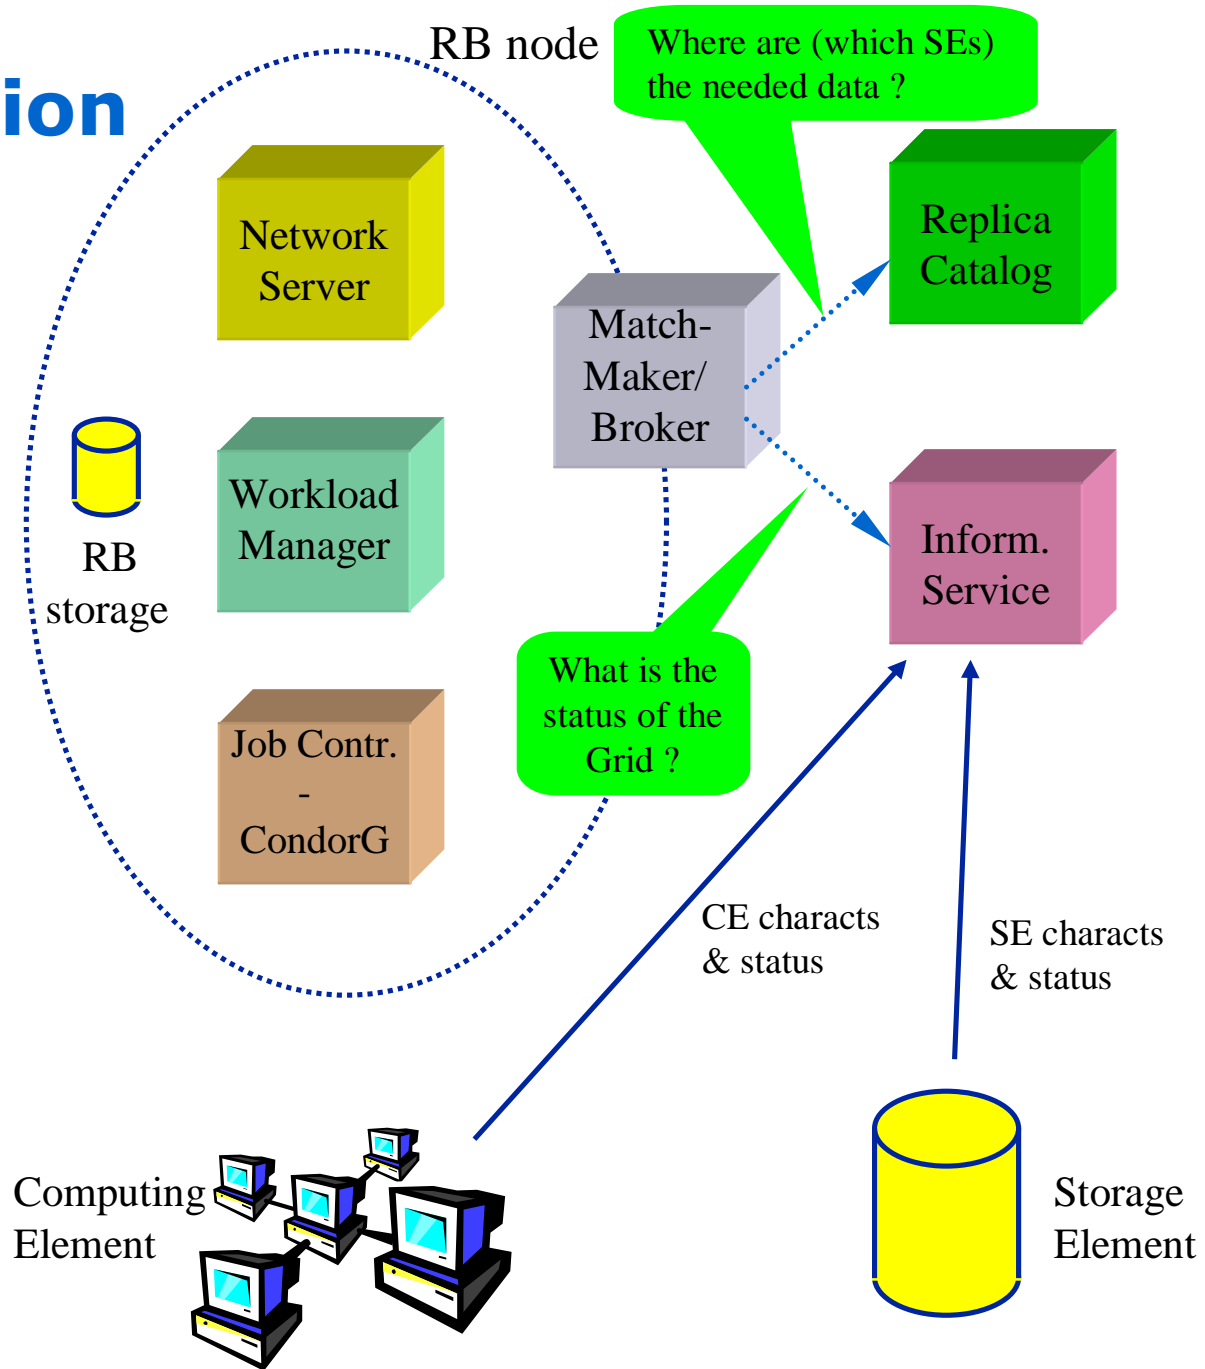 RB node
Where are (which SEs)
the needed data ?
ion
Network
Server
Replica
Catalog
Match-
Maker/
Broker
Workload
Manager
Inform.
Service
RB
storage
What is the
status of the
Grid ?
Job Contr.
-
CondorG
CE characts
& status
SE characts
& status
Computing
Element
Storage
Element